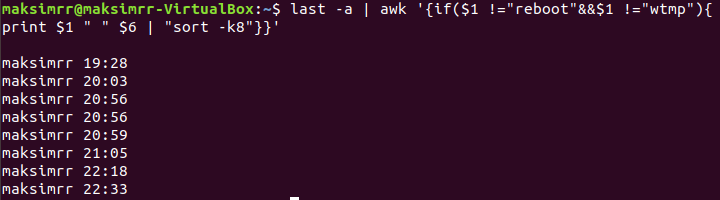 maksimrr@maksimrr-VirtualBox:~$ last -a | awk '{if($1 !="reboot"&&$1 !="wtmp"){
print $1 " " $6 | "sort -k8"}}'
maksimrr 19:28
maksimrr 20:03
maksimrr 20:56
maksimrr 20:56
maksimrr 20:59
maksimrr 21:05
maksimrr 22:18
maksimrr 22:33